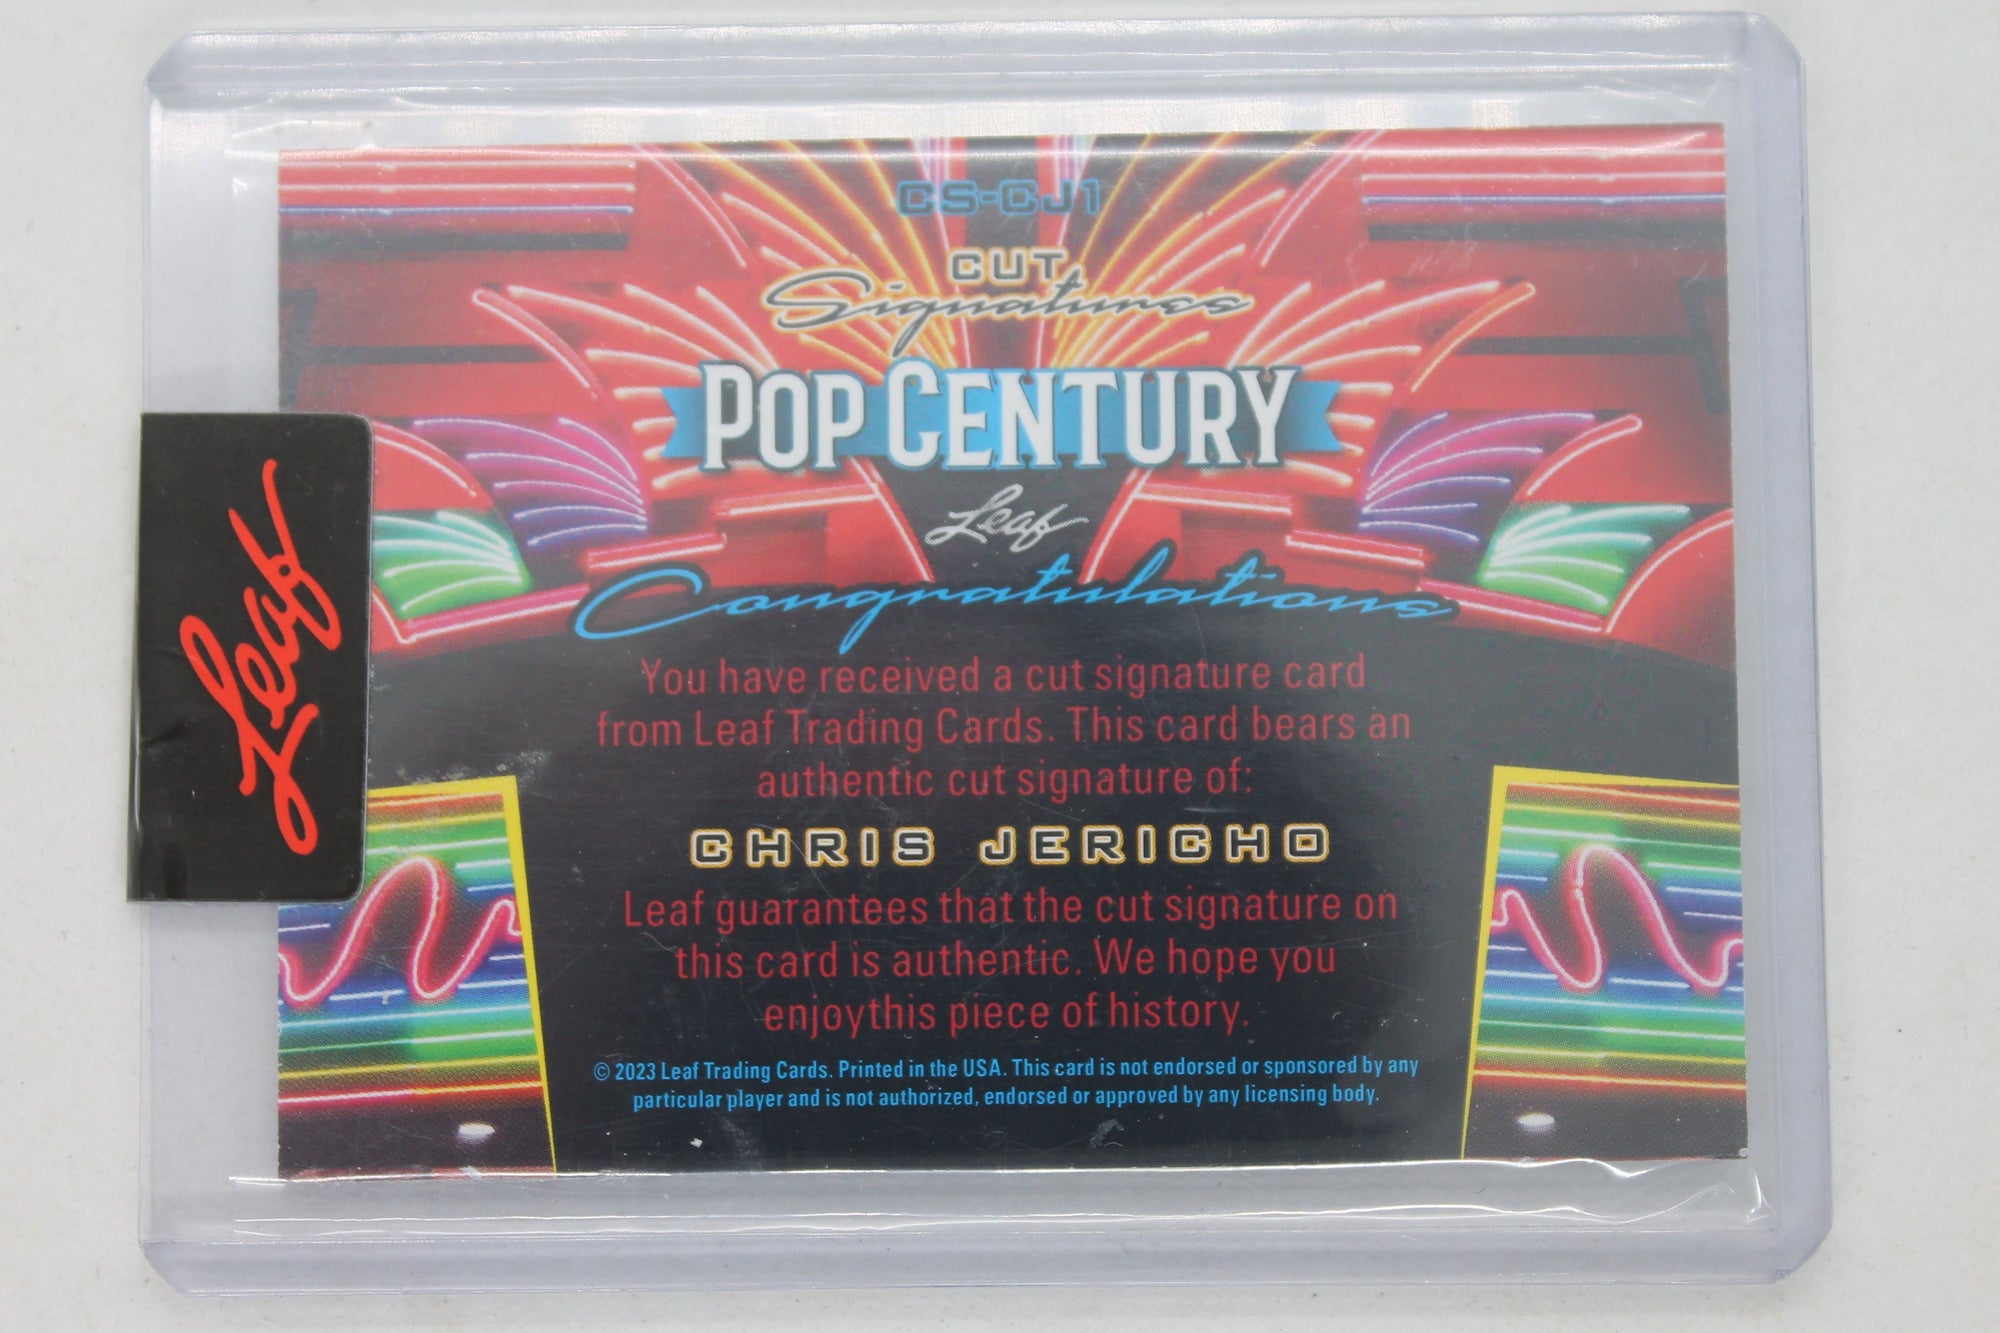 CS-CJ1
CUT
Signatures
POP CENTURY
Leaf
Leaf
Congratulations
You have received a cut signature card
from Leaf Trading Cards. This card bears an
authentic cut signature of:
CHRIS JERICHO
Leaf guarantees that the cut signature on
this card is authentic. We hope you
enjoythis piece of history.
© 2023 Leaf Trading Cards. Printed in the USA. This card is not endorsed or sponsored by any
particular player and is not authorized, endorsed or approved by any licensing body.